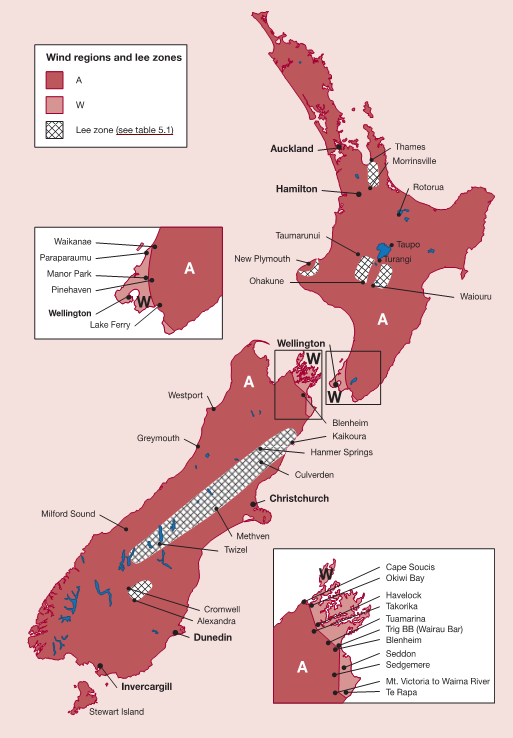 Wind regions and lee zones
A
W
Lee zone (see table 5.1)
Auckland
Thames
Morrinsville
Hamilton
Rotorua
Taumarunui
Taupo
New Plymouth
Turangi
Ohakune
Waiouru
A
Waikanae
Paraparaumu
A
Manor Park
Pinehaven
Wellington
W
Lake Ferry
Wellington
W
A
W
Westport
Blenheim
Greymouth
Kaikoura
Hanmer Springs
Culverden
Christchurch
Milford Sound
Methven
Twizel
Cromwell
Alexandra
Dunedin
Invercargill
Stewart Island
W
Cape Soucis
Okiwi Bay
Havelock
Takorika
Tuamarina
Trig BB (Wairau Bar)
Blenheim
Seddon
A
Sedgemere
Mt. Victoria to Waima River
Te Rapa